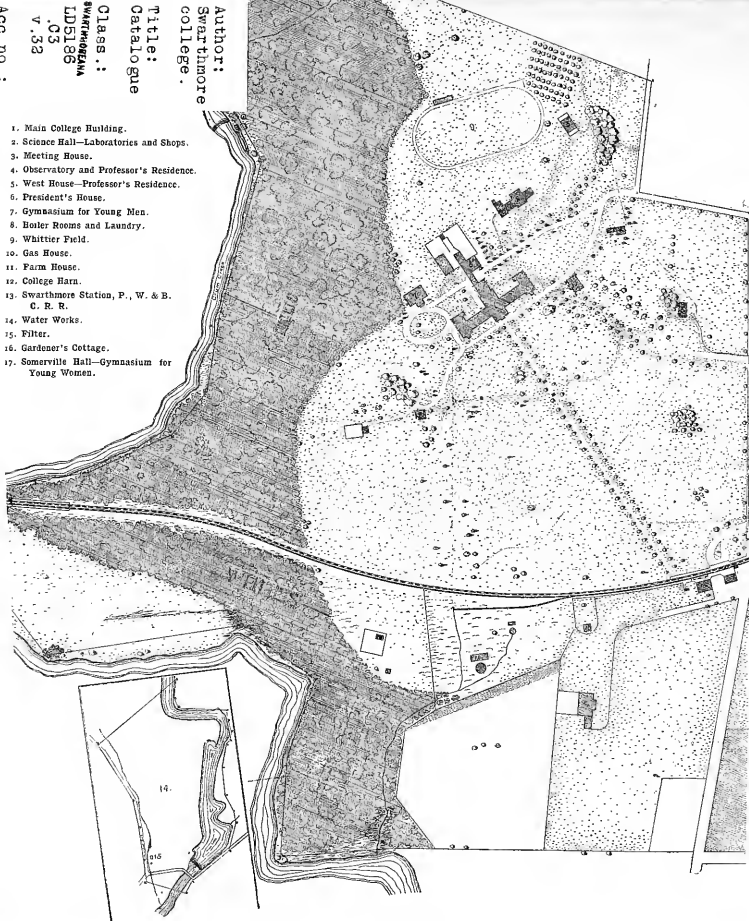 Author:
Swarthmore
college.
Title:
Catalogue
Class.:
SWARTHMOREANA
LD5186
.C3
v.32
Acc. no.:
1. Main College Building.
2. Science Hall—Laboratories and Shops.
3. Meeting House.
4. Observatory and Professor's Residence.
5. West House—Professor's Residence.
6. President's House.
7. Gymnasium for Young Men.
8. Boiler Rooms and Laundry.
9. Whittier Field.
10. Gas House.
11. Farm House.
12. College Barn.
13. Swarthmore Station, P., W. & B.
C. R. R.
14. Water Works.
15. Filter.
16. Gardener's Cottage.
17. Somerville Hall—Gymnasium for
Young Women.
14.
015